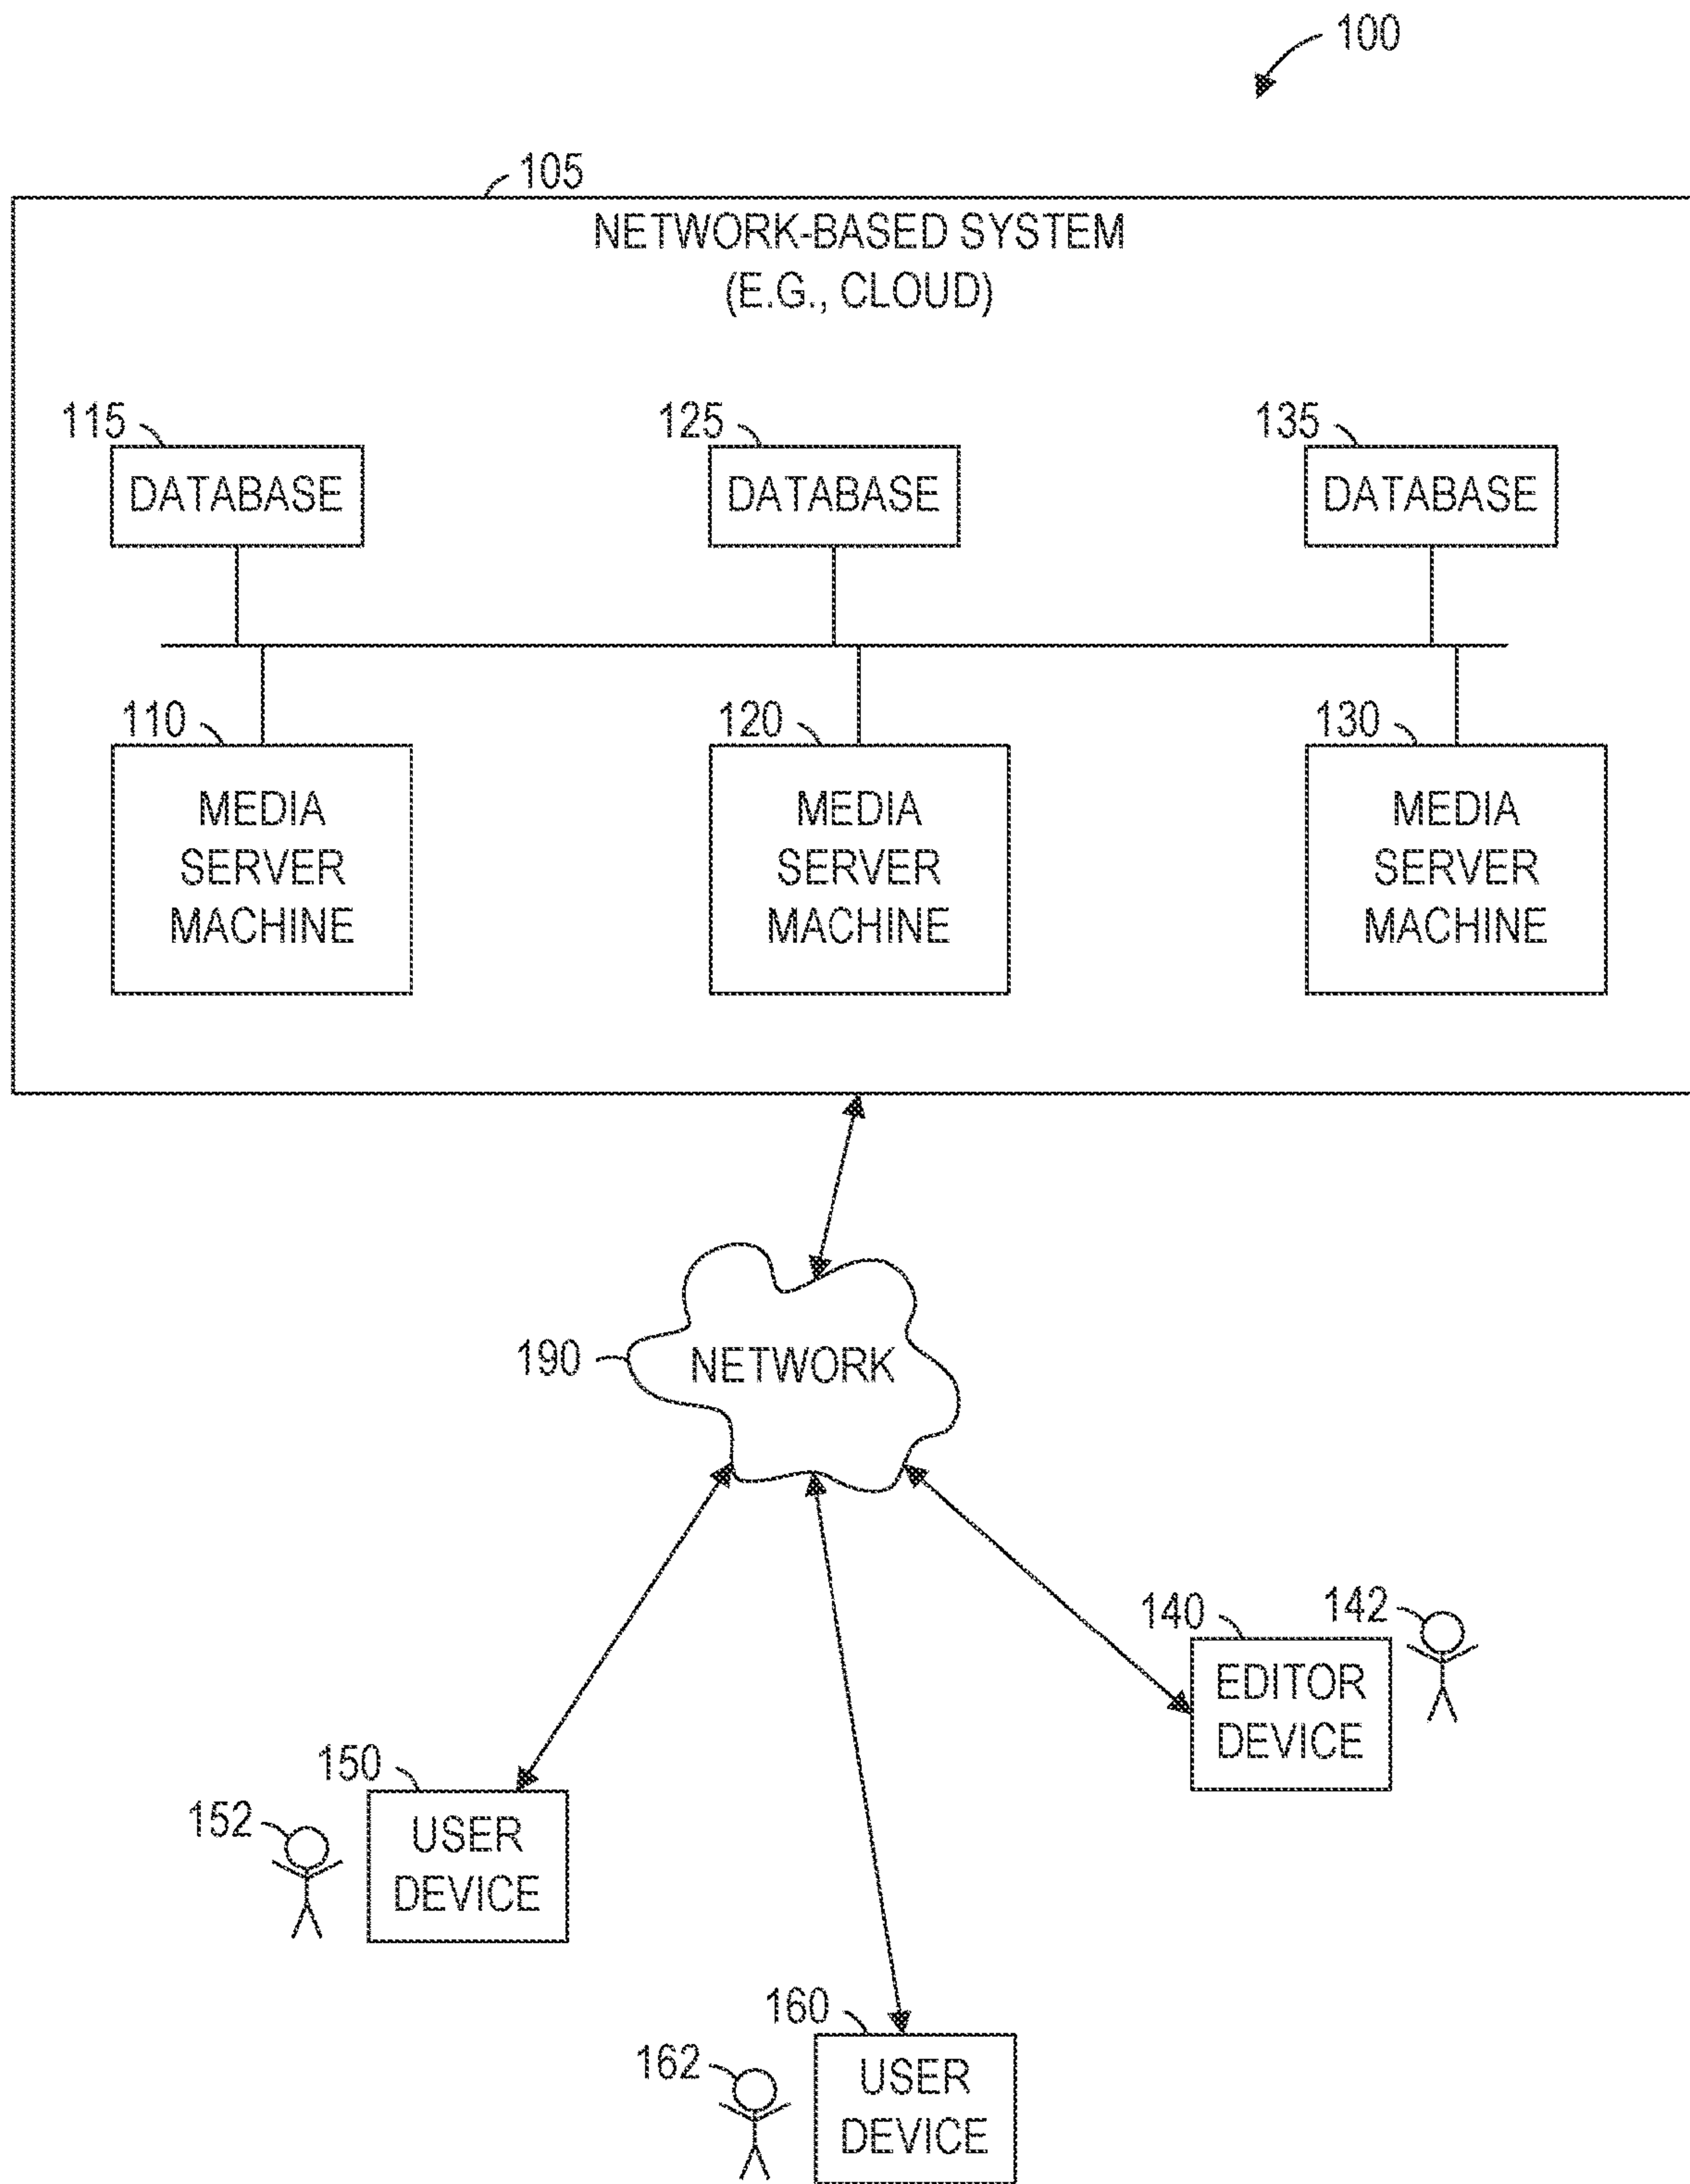 100
105
NETWORK-BASED SYSTEM
(E.G., CLOUD)
115
125
135
DATABASE
DATABASE
DATABASE
110
120
130
MEDIA
SERVER
MACHINE
MEDIA
SERVER
MACHINE
MEDIA
SERVER
MACHINE
190
NETWORK
140
142
EDITOR
DEVICE
150
152
USER
DEVICE
160
162
USER
DEVICE